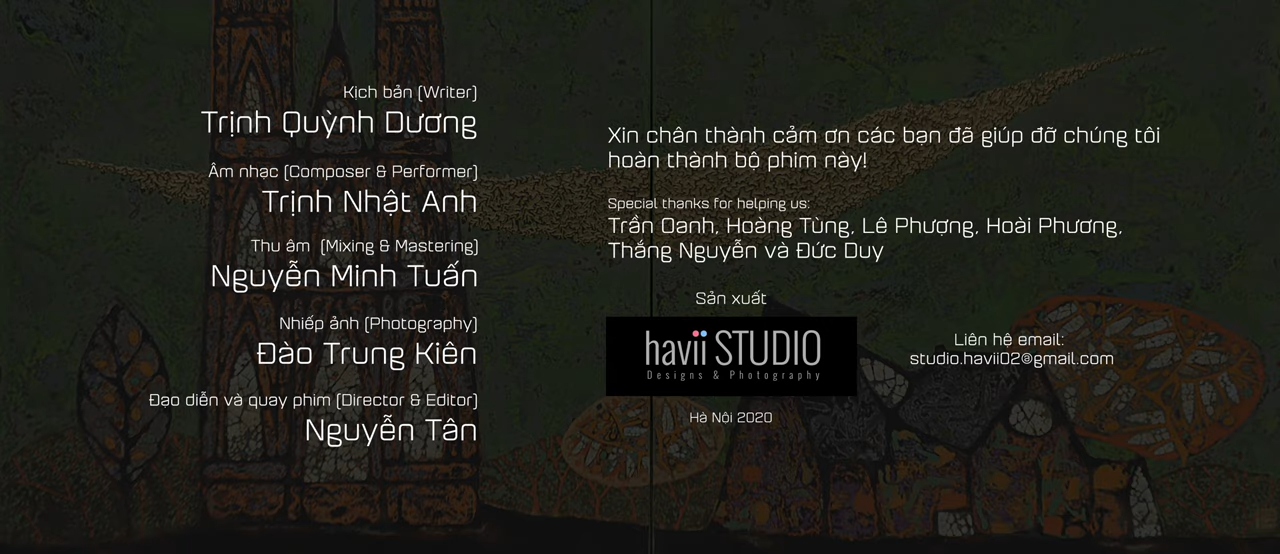 Kịch bản (Writer)
Trịnh Quỳnh Dương
Âm nhạc (Composer & Performer)
Trịnh Nhật Anh
Thu âm (Mixing & Mastering)
Nguyễn Minh Tuấn
Nhiếp ảnh (Photography)
Đào Trung Kiên
Đạo diễn và quay phim (Director & Editor)
Nguyễn Tân
Xin chân thành cảm ơn các bạn đã giúp đỡ chúng tôi
hoàn thành bộ phim này!
Special thanks for helping us:
Trần Oanh, Hoàng Tùng, Lê Phượng, Hoài Phương,
Thắng Nguyễn và Đức Duy
Sản xuất
havii STUDIO
Designs & Photography
Hà Nội 2020
Liên hệ email:
studio.havii02@gmail.com